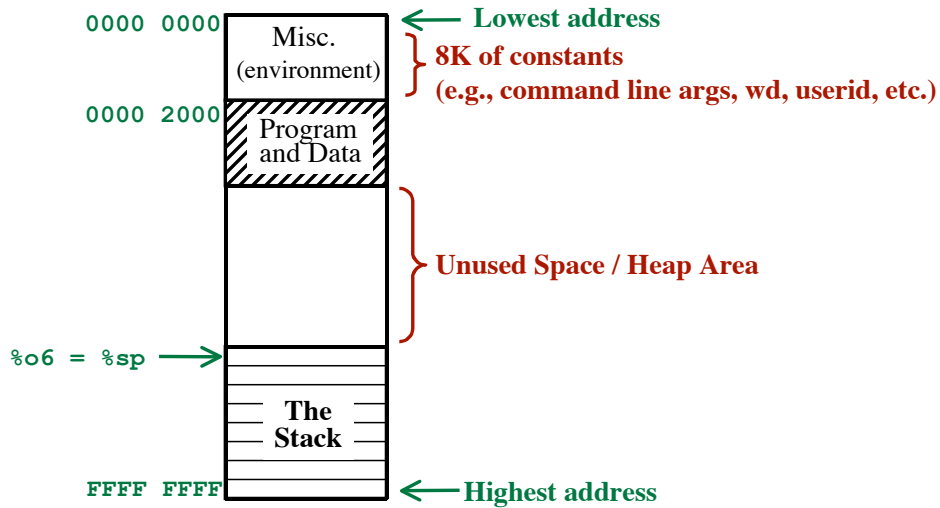 0000 0000
Lowest address
Misc.
(environment)
8K of constants
(e.g., command line args, wd, userid, etc.)
0000 2000
Program
and Data
Unused Space / Heap Area
%o6 = %sp
The
Stack
FFFF FFFF
Highest address